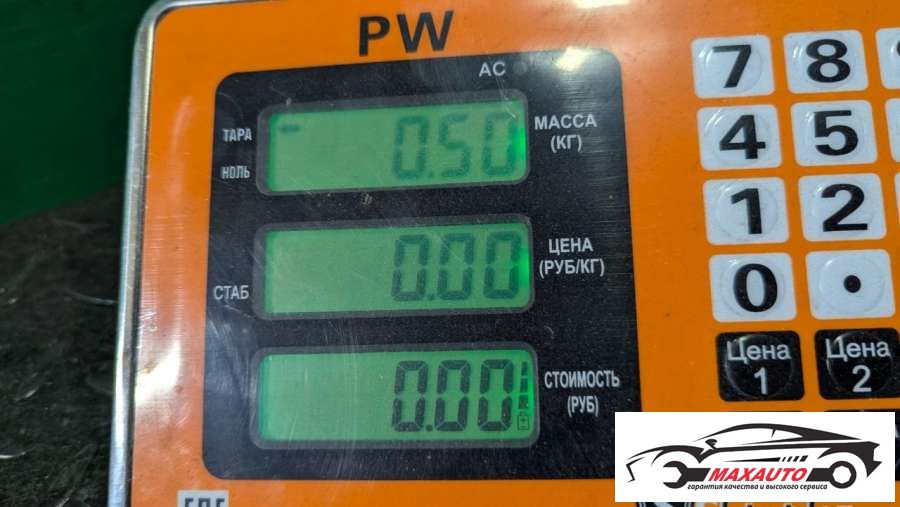 PW
AC
ТАРА
НОЛЬ
- 0.50
МАССА
(КГ)
СТАБ
0.00
ЦЕНА
(РУБ/КГ)
0.00
СТОИМОСТЬ
(РУБ)
7 8
4 5
1 2
0 .
Цена
1
Цена
2
MAXAUTO
гарантия качества и высокого сервиса